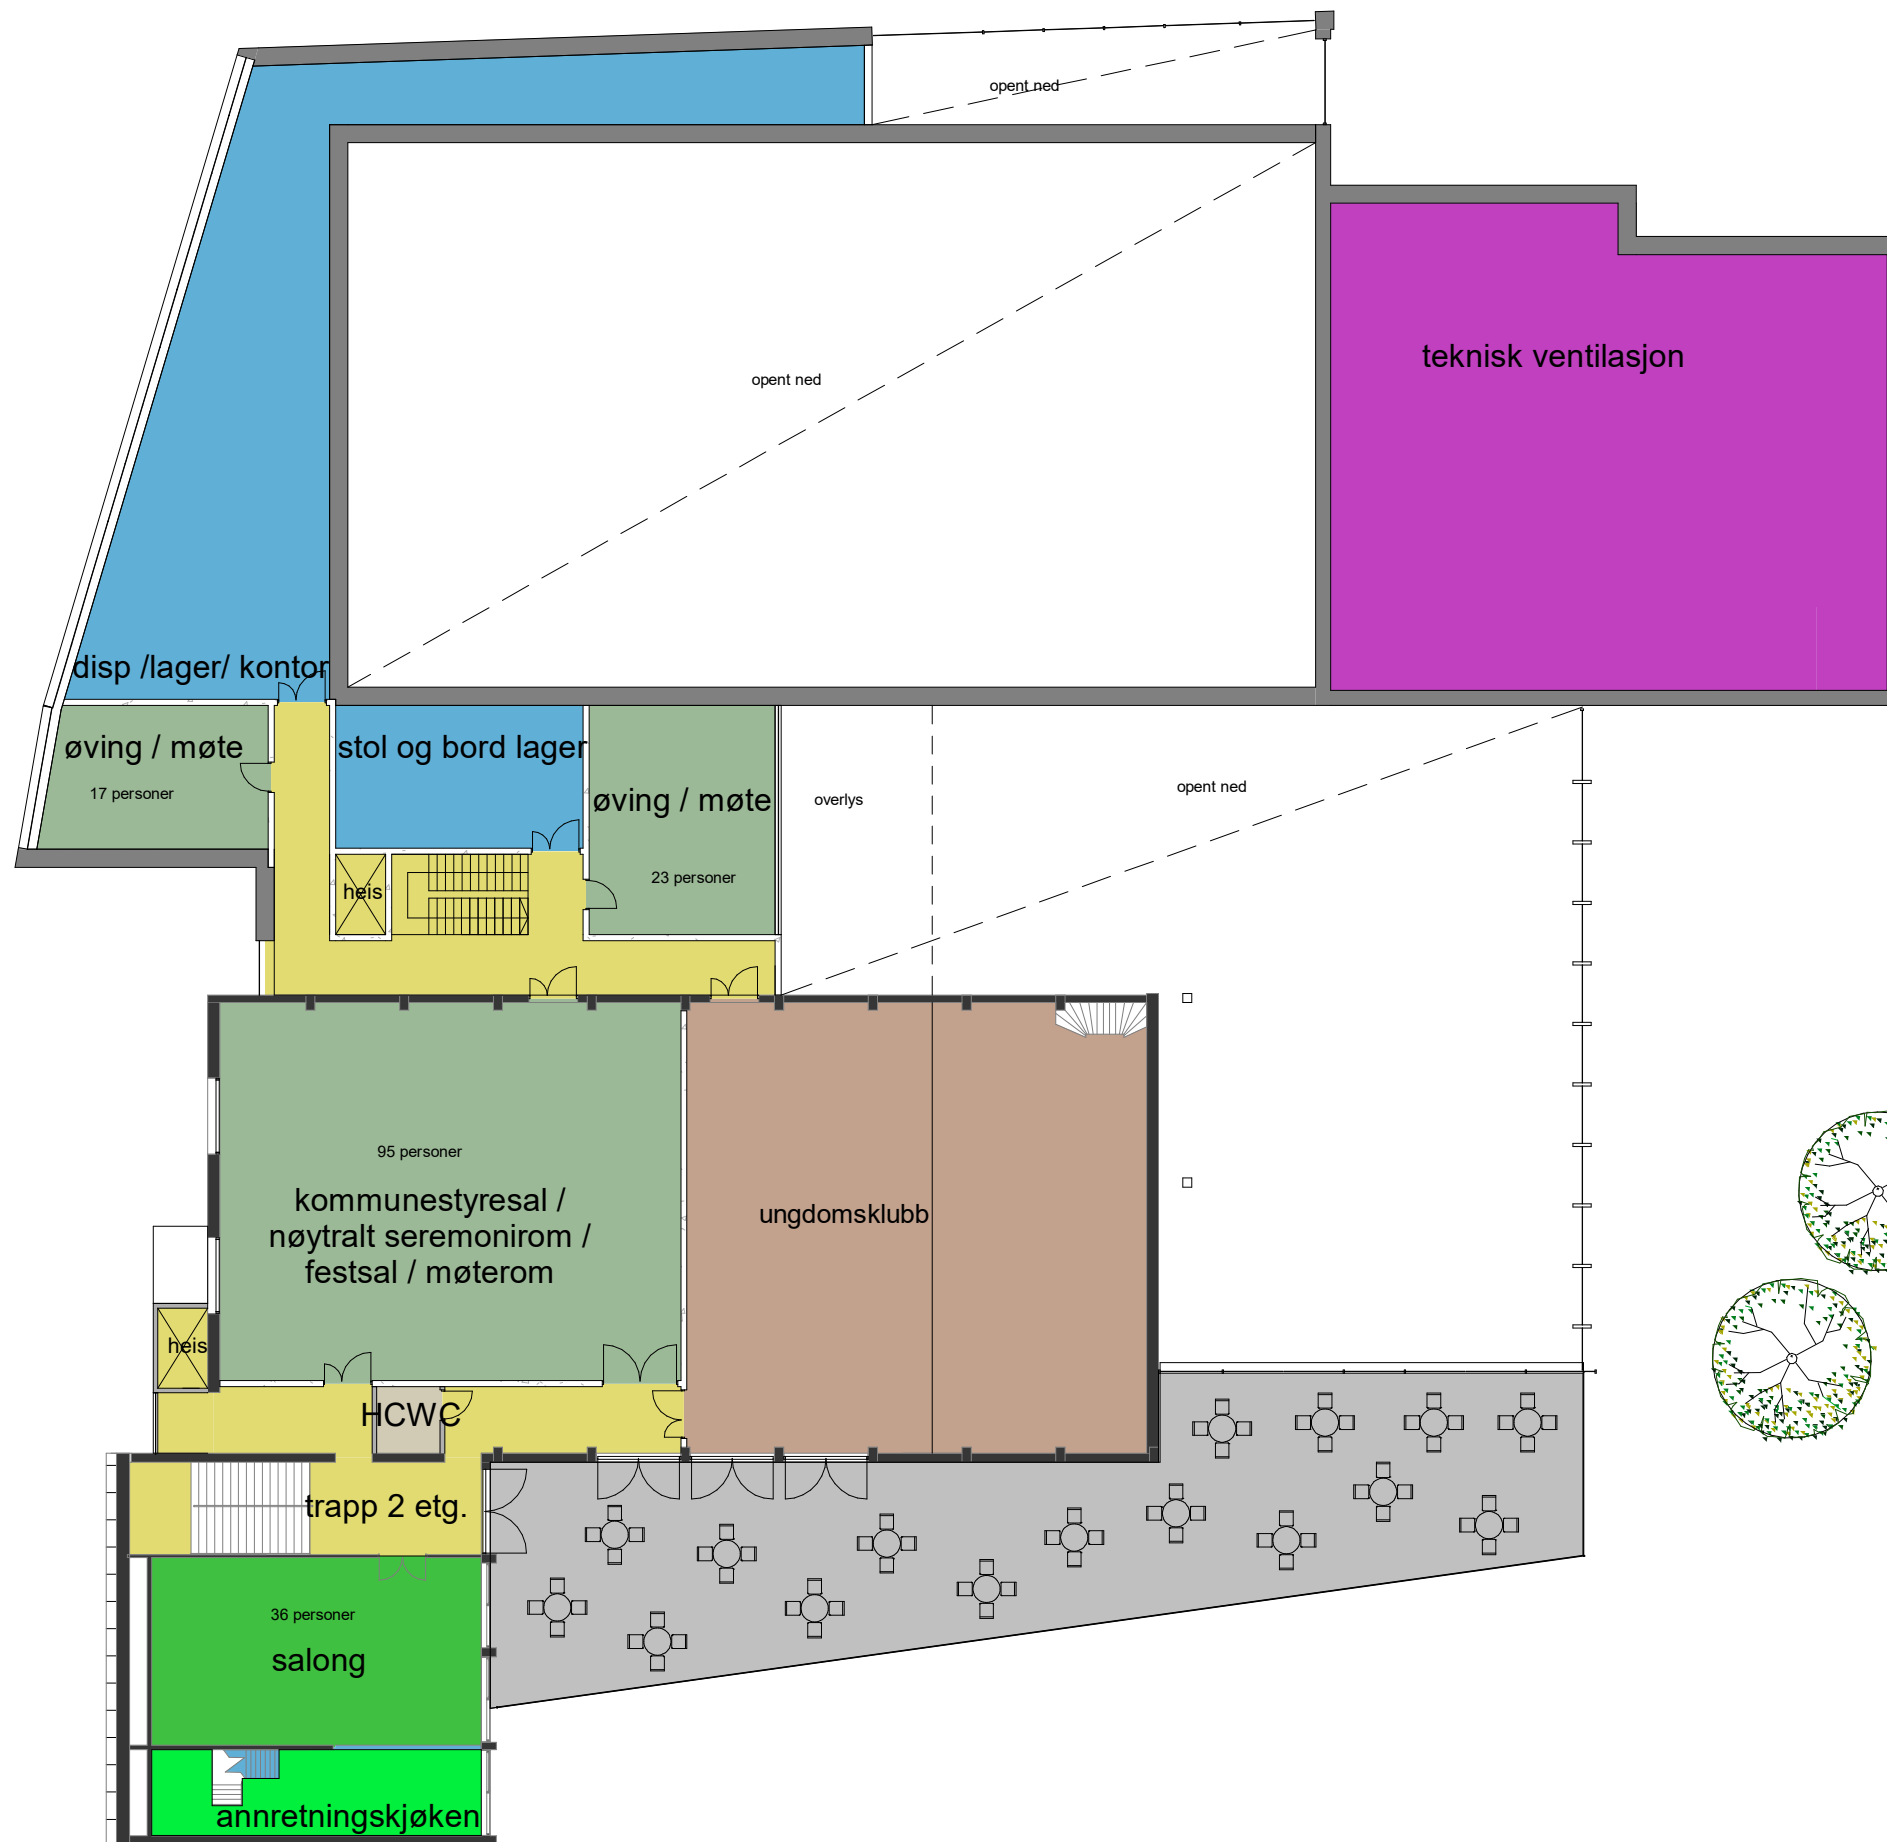 opent ned
opent ned
teknisk ventilasjon
disp /lager/ kontor
øving / møte
17 personer
stol og bord lager
øving / møte
23 personer
overlys
opent ned
heis
95 personer
kommunestyresal /
nøytralt seremonirom /
festsal / møterom
ungdomsklubb
heis
HCWC
trapp 2 etg.
36 personer
salong
annretningskjøken